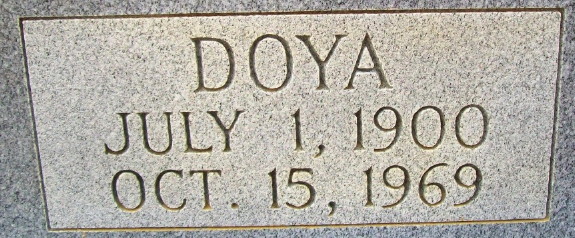 DOYA
JULY 1, 1900
OCT. 15, 1969